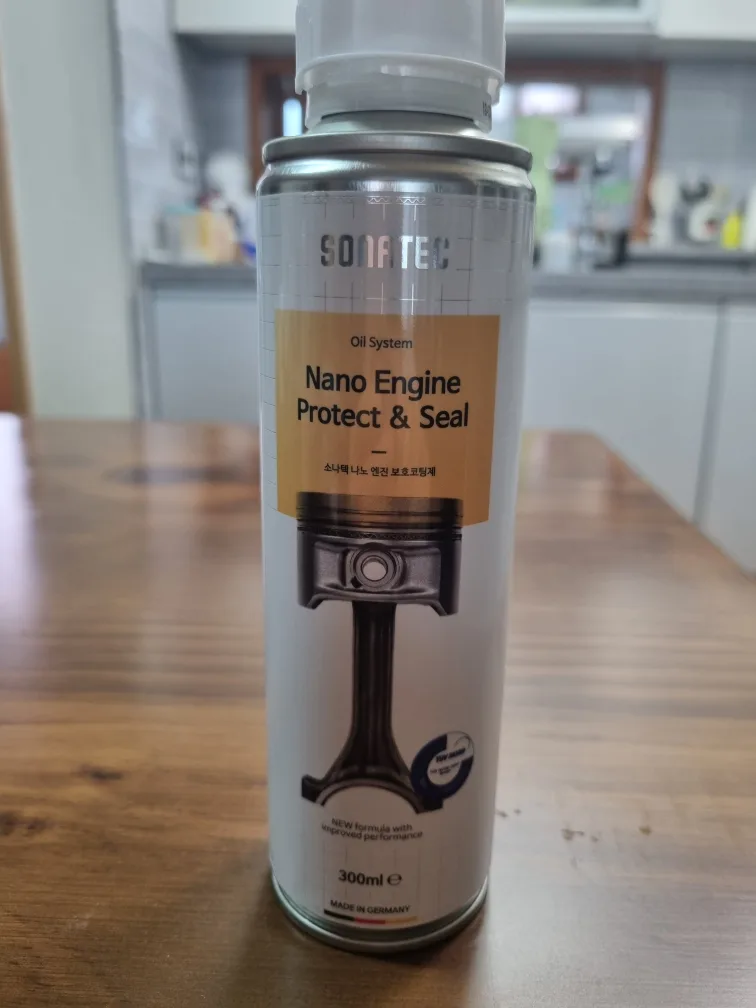 SONATEC
Oil System
Nano Engine
Protect & Seal
소나텍 나노 엔진 보호코팅제
NEW formula with
improved performance
300ml ℮
MADE IN GERMANY